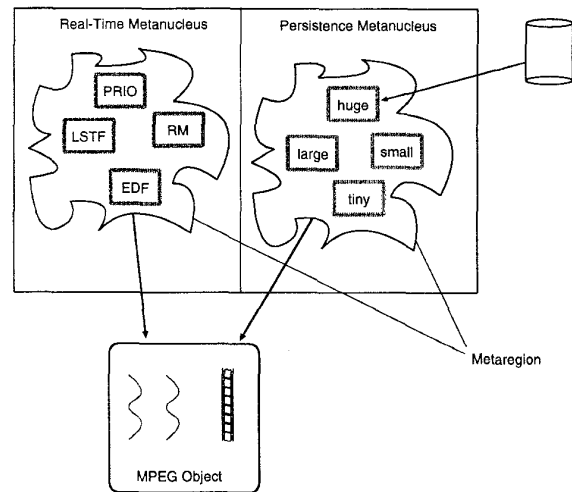 Real-Time Metanucleus
Persistence Metanucleus
PRIO
LSTF
RM
EDF
huge
large
small
tiny
Metaregion
MPEG Object